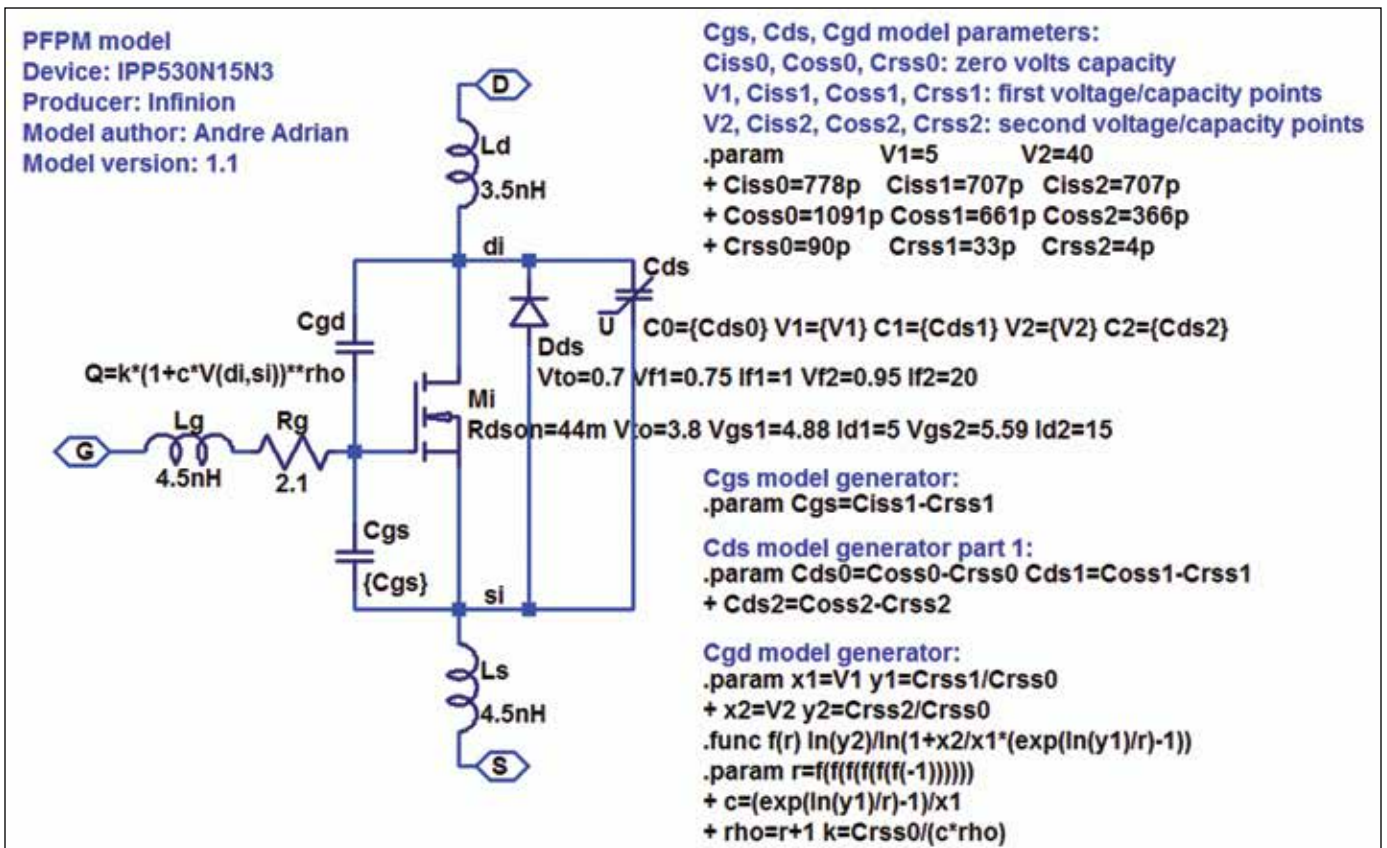 PFPM model
Device: IPP530N15N3
Producer: Infinion
Model author: Andre Adrian
Model version: 1.1
Cgs, Cds, Cgd model parameters:
Ciss0, Coss0, Crss0: zero volts capacity
V1, Ciss1, Coss1, Crss1: first voltage/capacity points
V2, Ciss2, Coss2, Crss2: second voltage/capacity points
.param V1=5 V2=40
+ Ciss0=778p Ciss1=707p Ciss2=707p
+ Coss0=1091p Coss1=661p Coss2=366p
+ Crss0=90p Crss1=33p Crss2=4p
D
Ld
3.5nH
di
Cds
U
C0={Cds0} V1={V1} C1={Cds1} V2={V2} C2={Cds2}
Cgd
Q=k*(1+c*V(di,si))**rho
Dds
Vto=0.7 Vf1=0.75 If1=1 Vf2=0.95 If2=20
Mi
Rdson=44m Vto=3.8 Vgs1=4.88 Id1=5 Vgs2=5.59 Id2=15
G
Lg
4.5nH
Rg
2.1
Cgs
{Cgs}
si
Ls
4.5nH
S
Cgs model generator:
.param Cgs=Ciss1-Crss1
Cds model generator part 1:
.param Cds0=Coss0-Crss0 Cds1=Coss1-Crss1
+ Cds2=Coss2-Crss2
Cgd model generator:
.param x1=V1 y1=Crss1/Crss0
+ x2=V2 y2=Crss2/Crss0
.func f(r) ln(y2)/ln(1+x2/x1*(exp(ln(y1)/r)-1))
.param r=f(f(f(f(f(f(-1))))))
+ c=(exp(ln(y1)/r)-1)/x1
+ rho=r+1 k=Crss0/(c*rho)